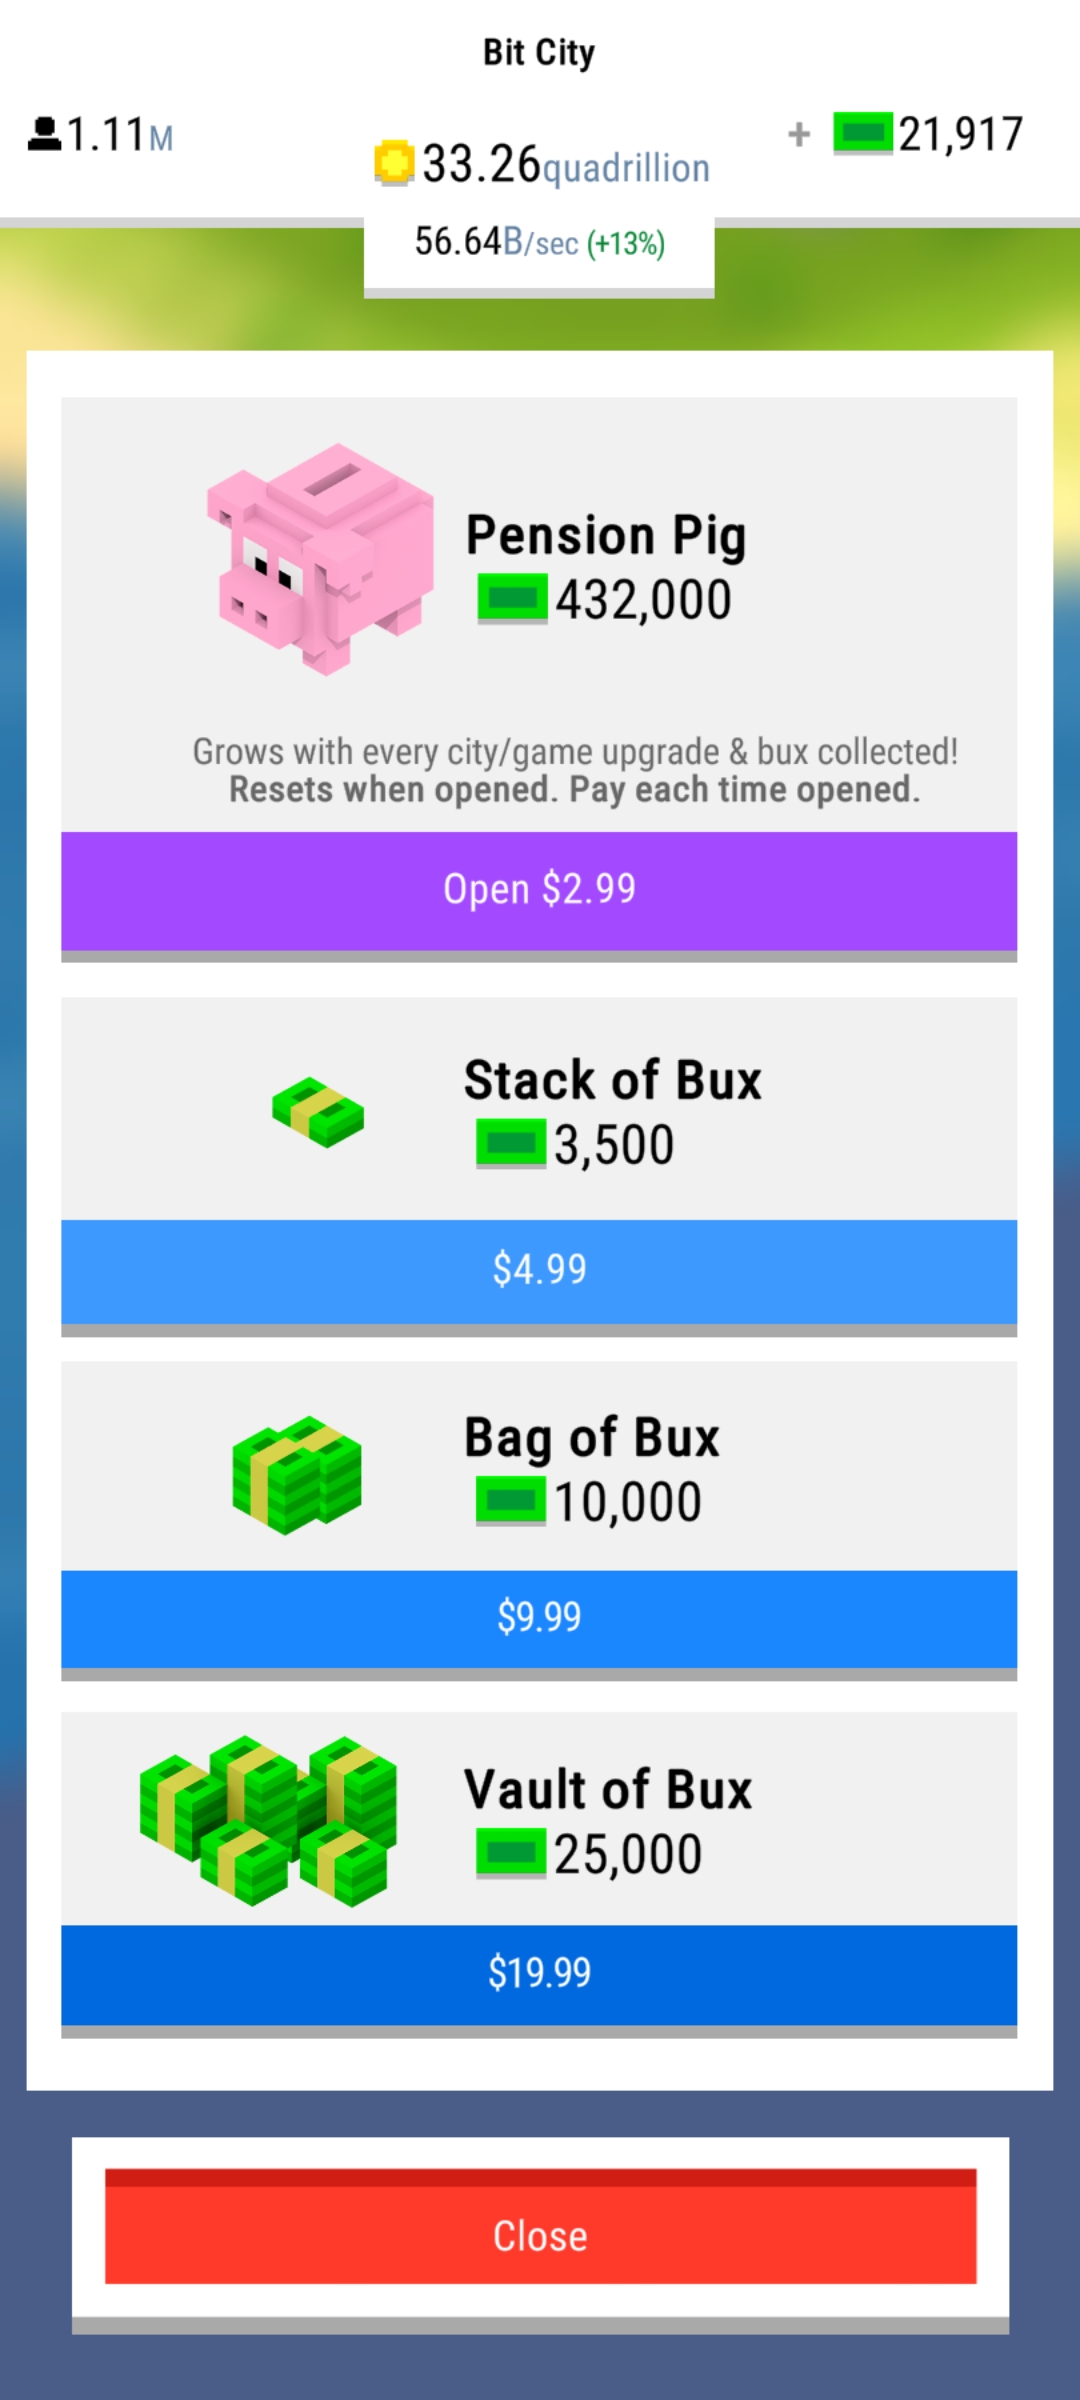 Bit City
1.11M
+ 21,917
33.26quadrillion
56.64B/sec (+13%)
Pension Pig
432,000
Grows with every city/game upgrade & bux collected!
Resets when opened. Pay each time opened.
Open $2.99
Stack of Bux
3,500
$4.99
Bag of Bux
10,000
$9.99
Vault of Bux
25,000
$19.99
Close